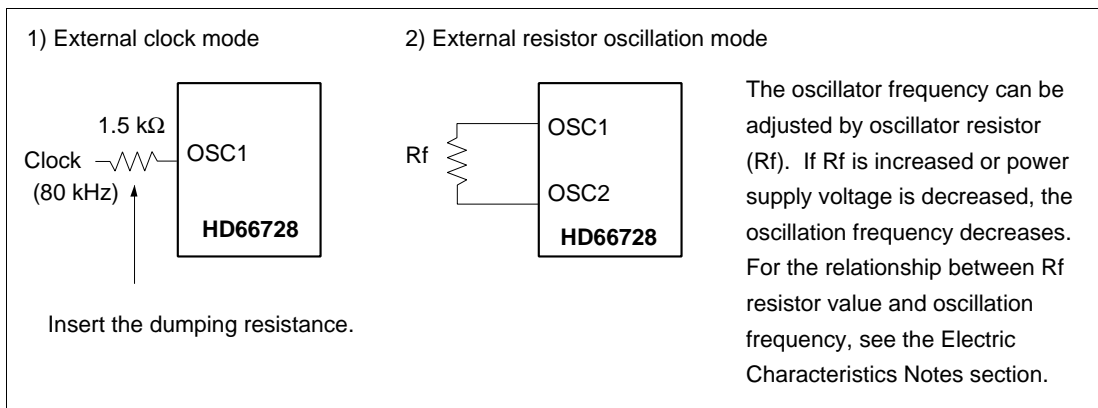 1) External clock mode
1.5 kΩ
Clock
(80 kHz)
OSC1
HD66728
Insert the dumping resistance.
2) External resistor oscillation mode
Rf
OSC1
OSC2
HD66728
The oscillator frequency can be
adjusted by oscillator resistor
(Rf). If Rf is increased or power
supply voltage is decreased, the
oscillation frequency decreases.
For the relationship between Rf
resistor value and oscillation
frequency, see the Electric
Characteristics Notes section.